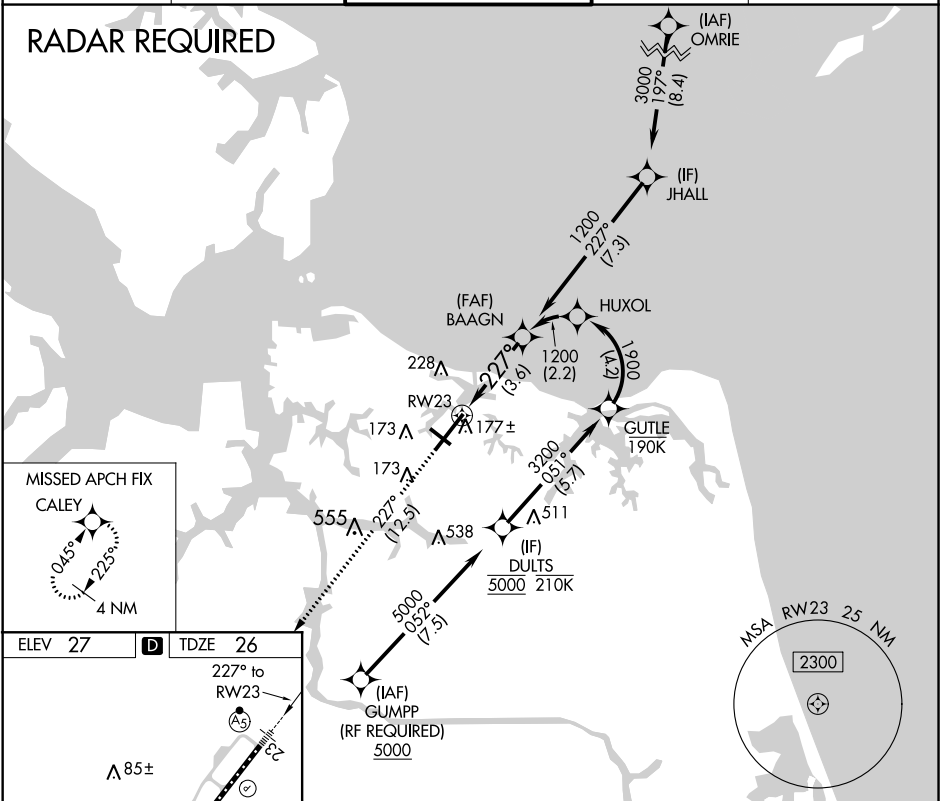 RADAR REQUIRED
(IAF)
OMRIE
3000
197°
(8.4)
(IF)
JHALL
1200
227°
(7.3)
(FAF)
BAAGN
HUXOL
1200
(2.2)
1900
(4.2)
227°
(3.6)
228
RW23
177±
173
173
GUTLE
190K
3200
051°
(5.7)
MISSED APCH FIX
CALEY
045°
225°
4 NM
555
227°
(12.5)
538
511
(IF)
DULTS
5000 210K
5000
052°
(7.5)
(IAF)
GUMPP
(RF REQUIRED)
5000
MSA RW23 25 NM
2300
ELEV 27
D
TDZE 26
227° to
RW23
A5
23
85±